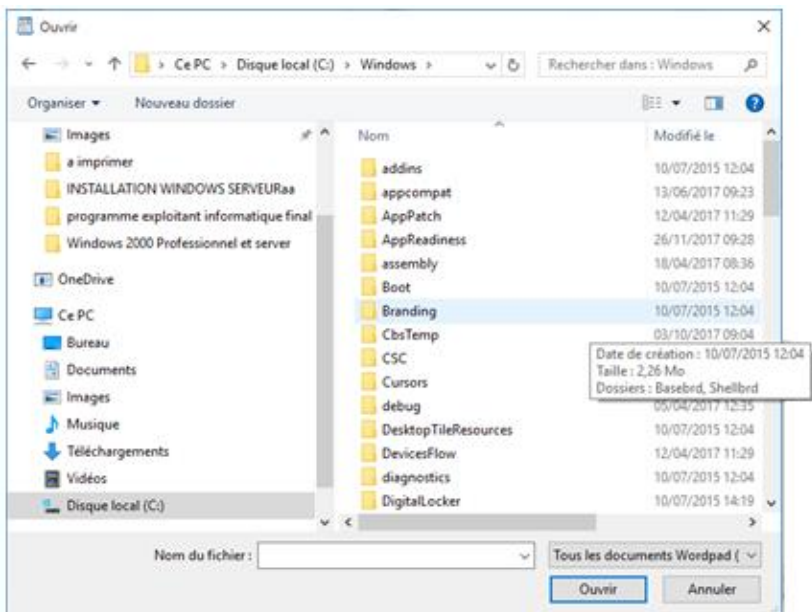 Ouvrir
Ce PC > Disque local (C:) > Windows >
Rechercher dans : Windows
Organiser
Nouveau dossier
Images
a imprimer
INSTALLATION WINDOWS SERVEURaa
programme exploitant informatique final
Windows 2000 Professionnel et server
OneDrive
Ce PC
Bureau
Documents
Images
Musique
Téléchargements
Vidéos
Disque local (C:)
Nom Modifié le
addins 10/07/2015 12:04
appcompat 13/06/2017 09:23
AppPatch 12/04/2017 11:29
AppReadiness 26/11/2017 09:28
assembly 18/04/2017 08:36
Boot 10/07/2015 12:04
Branding 10/07/2015 12:04
CbsTemp 03/10/2017 09:04
CSC
Cursors
debug 05/04/2017 12:35
DesktopTileResources 10/07/2015 12:04
DevicesFlow 12/04/2017 11:29
diagnostics 10/07/2015 12:04
DigitalLocker 10/07/2015 14:19
Date de création : 10/07/2015 12:04
Taille : 2,26 Mo
Dossiers : Basebrd, Shellbrd
Nom du fichier :
Tous les documents Wordpad (
Ouvrir
Annuler